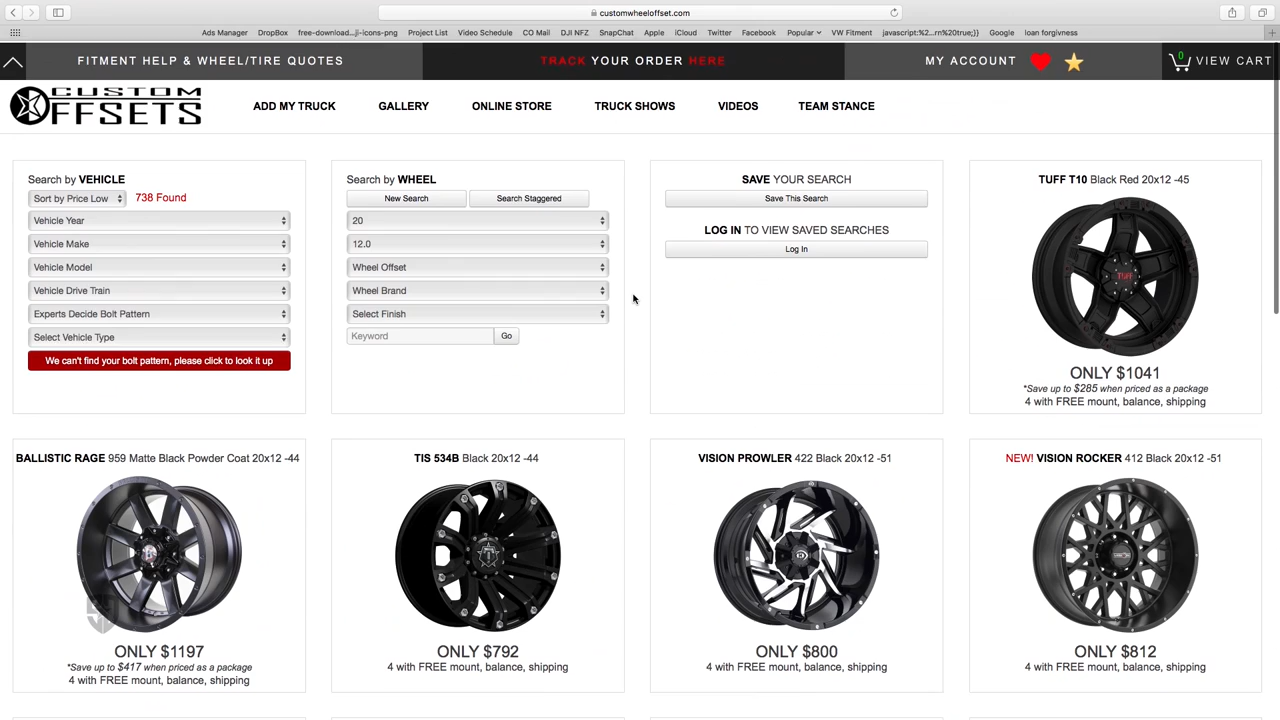 customwheeloffset.com
Ads Manager DropBox free-download...ji-icons-png Project List Video Schedule CO Mail DJI NFZ SnapChat Apple iCloud Twitter Facebook Popular VW Fitment javascript:%2...rn%20true;}} Google loan forgivness
FITMENT HELP & WHEEL/TIRE QUOTES
TRACK YOUR ORDER HERE
MY ACCOUNT
0
VIEW CART
CUSTOM
OFFSETS
ADD MY TRUCK
GALLERY
ONLINE STORE
TRUCK SHOWS
VIDEOS
TEAM STANCE
Search by VEHICLE
Sort by Price Low
738 Found
Vehicle Year
Vehicle Make
Vehicle Model
Vehicle Drive Train
Experts Decide Bolt Pattern
Select Vehicle Type
We can't find your bolt pattern, please click to look it up
Search by WHEEL
New Search
Search Staggered
20
12.0
Wheel Offset
Wheel Brand
Select Finish
Keyword
Go
SAVE YOUR SEARCH
Save This Search
LOG IN TO VIEW SAVED SEARCHES
Log In
TUFF T10 Black Red 20x12 -45
TUFF
ONLY $1041
*Save up to $285 when priced as a package
4 with FREE mount, balance, shipping
BALLISTIC RAGE 959 Matte Black Powder Coat 20x12 -44
ONLY $1197
*Save up to $417 when priced as a package
4 with FREE mount, balance, shipping
TIS 534B Black 20x12 -44
ONLY $792
4 with FREE mount, balance, shipping
VISION PROWLER 422 Black 20x12 -51
ONLY $800
4 with FREE mount, balance, shipping
NEW! VISION ROCKER 412 Black 20x12 -51
ONLY $812
4 with FREE mount, balance, shipping